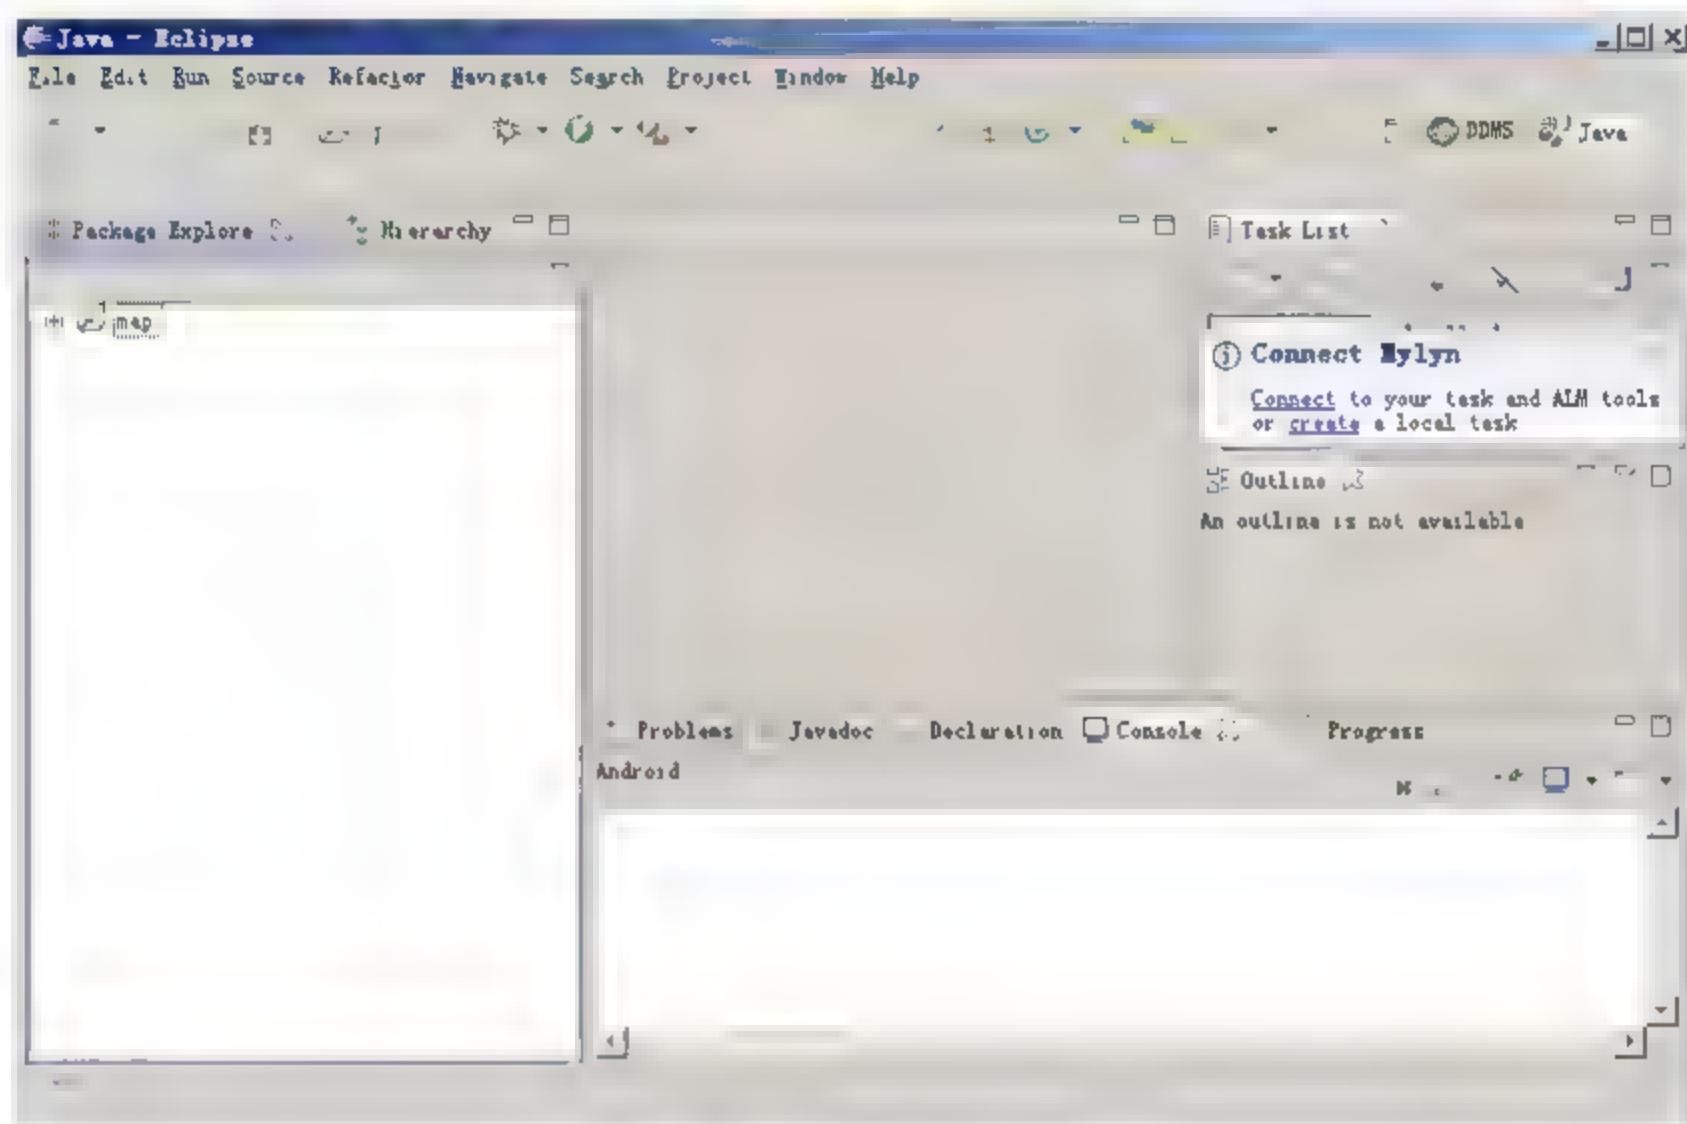 Java - Eclipse
File Edit Run Source Refactor Navigate Search Project Window Help
DDMS Java
Package Explore Hierarchy
Task List
map
Connect Mylyn
Connect to your task and ALM tools
or create a local task
Outline
An outline is not available
Problems Javadoc Declaration Console Progress
Android